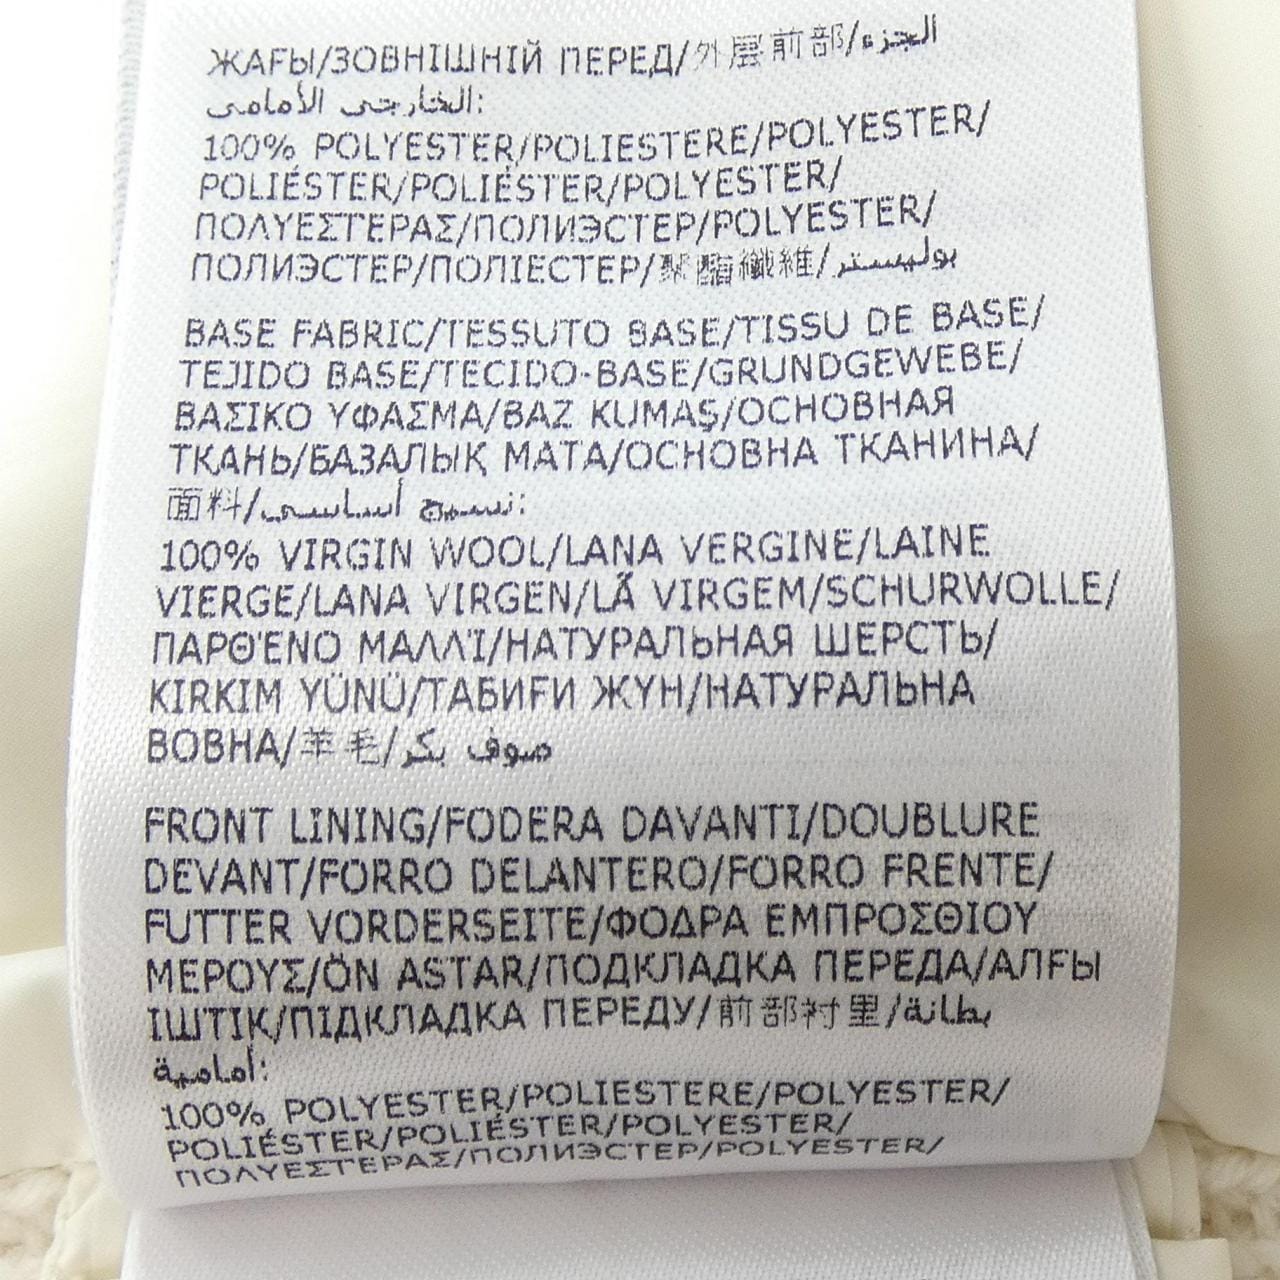 ЖАҒЫ/ЗОВНІШНІЙ ПЕРЕД/外层前部/الجزء
الخارجي الأمامي:
100% POLYESTER/POLIESTERE/POLYESTER/
POLIÉSTER/POLIÉSTER/POLYESTER/
ΠΟΛΥΕΣΤΕΡΑΣ/ПОЛИЭСТЕР/POLYESTER/
ПОЛИЭСТЕР/ПОЛІЕСТЕР/聚酯纖維/بوليستر
BASE FABRIC/TESSUTO BASE/TISSU DE BASE/
TEJIDO BASE/TECIDO-BASE/GRUNDGEWEBE/
ΒΑΣΙΚΟ ΥΦΑΣΜΑ/BAZ KUMAŞ/ОСНОВНАЯ
ТКАНЬ/БАЗАЛЫҚ МАТА/ОСНОВНА ТКАНИНА/
面料/نسيج أساسي:
100% VIRGIN WOOL/LANA VERGINE/LAINE
VIERGE/LANA VIRGEN/LÃ VIRGEM/SCHURWOLLE/
ΠΑΡΘΈΝΟ ΜΑΛΛΊ/НАТУРАЛЬНАЯ ШЕРСТЬ/
KIRKIM YÜNÜ/ТАБИҒИ ЖҮН/НАТУРАЛЬНА
ВОВНА/羊毛/صوف بكر
FRONT LINING/FODERA DAVANTI/DOUBLURE
DEVANT/FORRO DELANTERO/FORRO FRENTE/
FUTTER VORDERSEITE/ΦΟΔΡΑ ΕΜΠΡΟΣΘΙΟΥ
ΜΕΡΟΥΣ/ÖN ASTAR/ПОДКЛАДКА ПЕРЕДА/АЛҒЫ
ІШТІК/ПІДКЛАДКА ПЕРЕДУ/前部衬里/بطانة
أمامية:
100% POLYESTER/POLIESTERE/POLYESTER/
POLIÉSTER/POLIÉSTER/POLYESTER/
ΠΟΛΥΕΣΤΕΡΑΣ/ПОЛИЭСТЕР/POLYESTER/